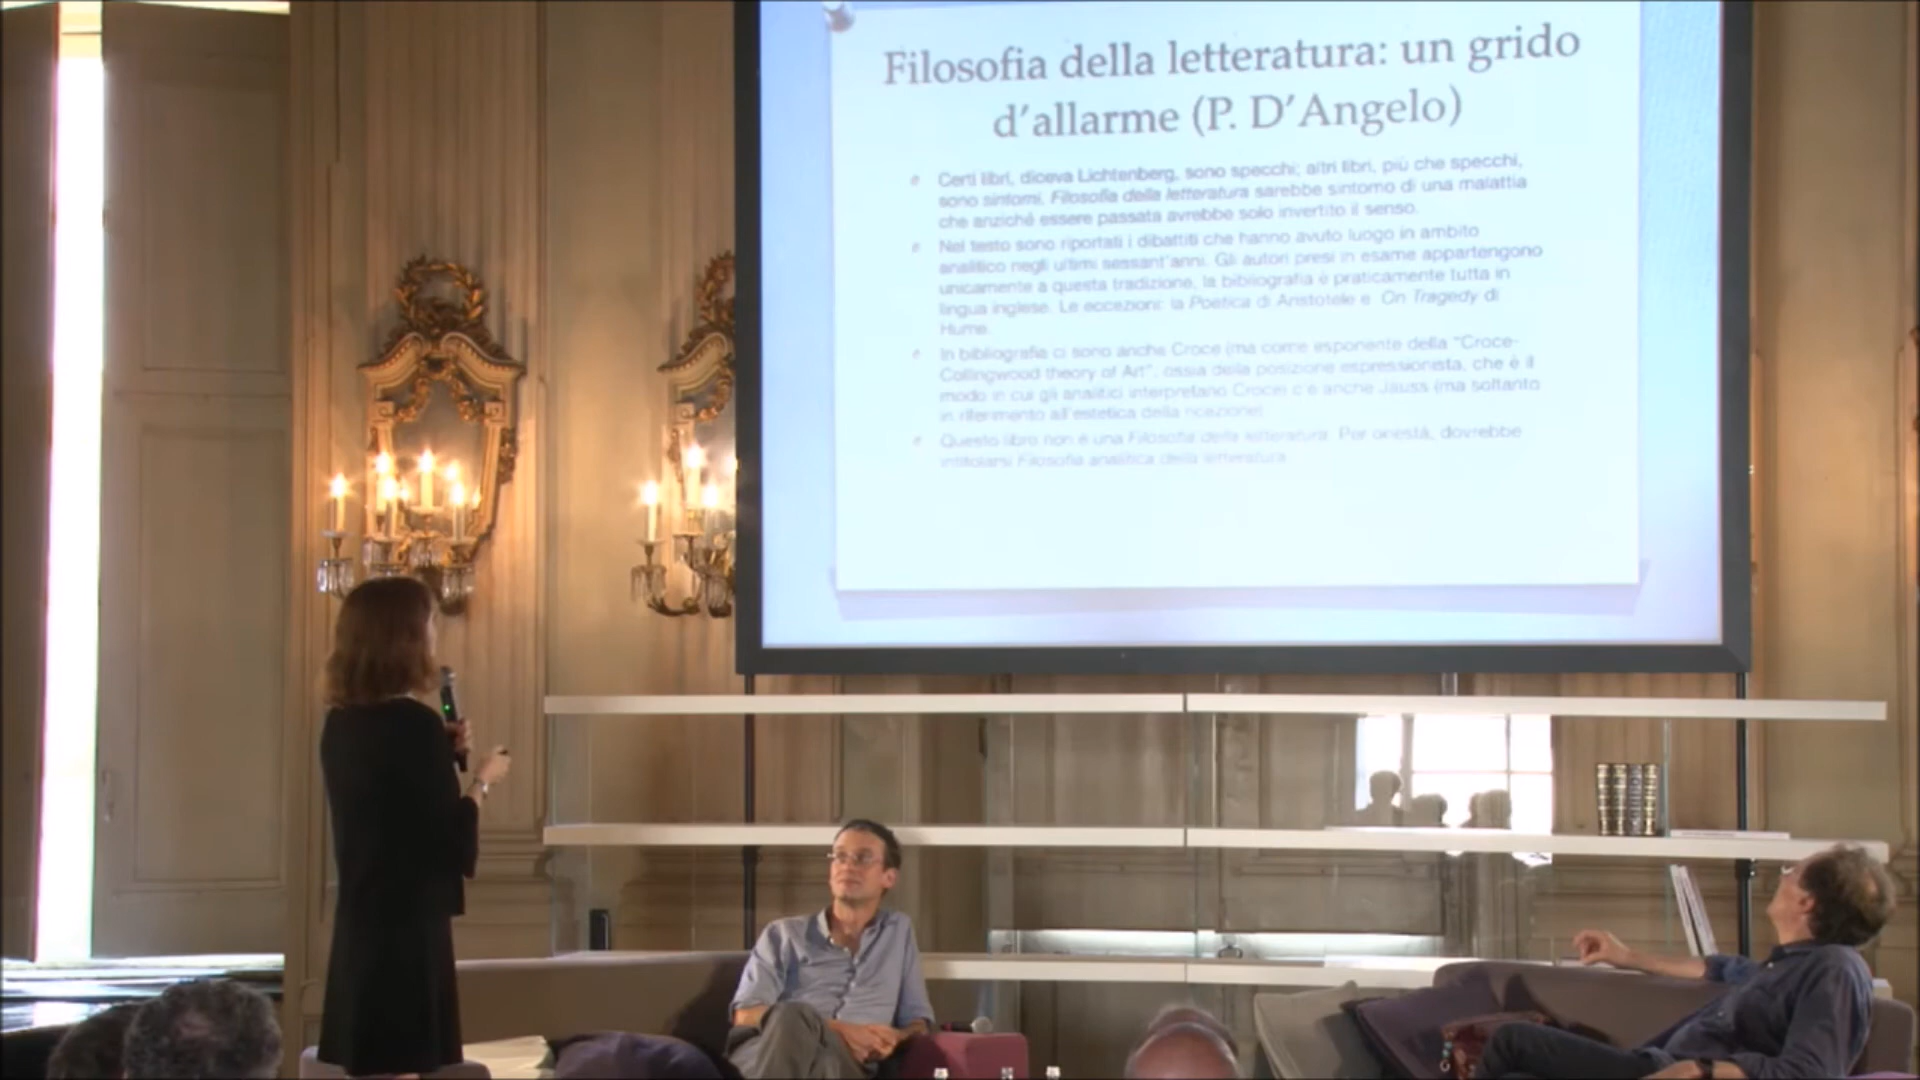 Filosofia della letteratura: un grido
d'allarme (P. D'Angelo)
Certi libri, diceva Lichtenberg, sono specchi; altri libri, più che specchi,
sono sintomi. Filosofia della letteratura sarebbe sintomo di una malattia
che anziché essere passata avrebbe solo invertito il senso.
Nel testo sono riportati i dibattiti che hanno avuto luogo in ambito
analitico negli ultimi sessant'anni. Gli autori presi in esame appartengono
unicamente a questa tradizione, la bibliografia è praticamente tutta in
lingua inglese. Le eccezioni: la Poetica di Aristotele e On Tragedy di
Hume.
In bibliografia ci sono anche Croce (ma come esponente della "Croce-
Collingwood theory of Art", ossia della posizione espressionista, che è il
modo in cui gli analitici interpretano Croce) c'è anche Jauss (ma soltanto
in riferimento all'estetica della ricezione)
Questo libro non è una Filosofia della letteratura. Per onestà, dovrebbe
intitolarsi Filosofia analitica della letteratura.